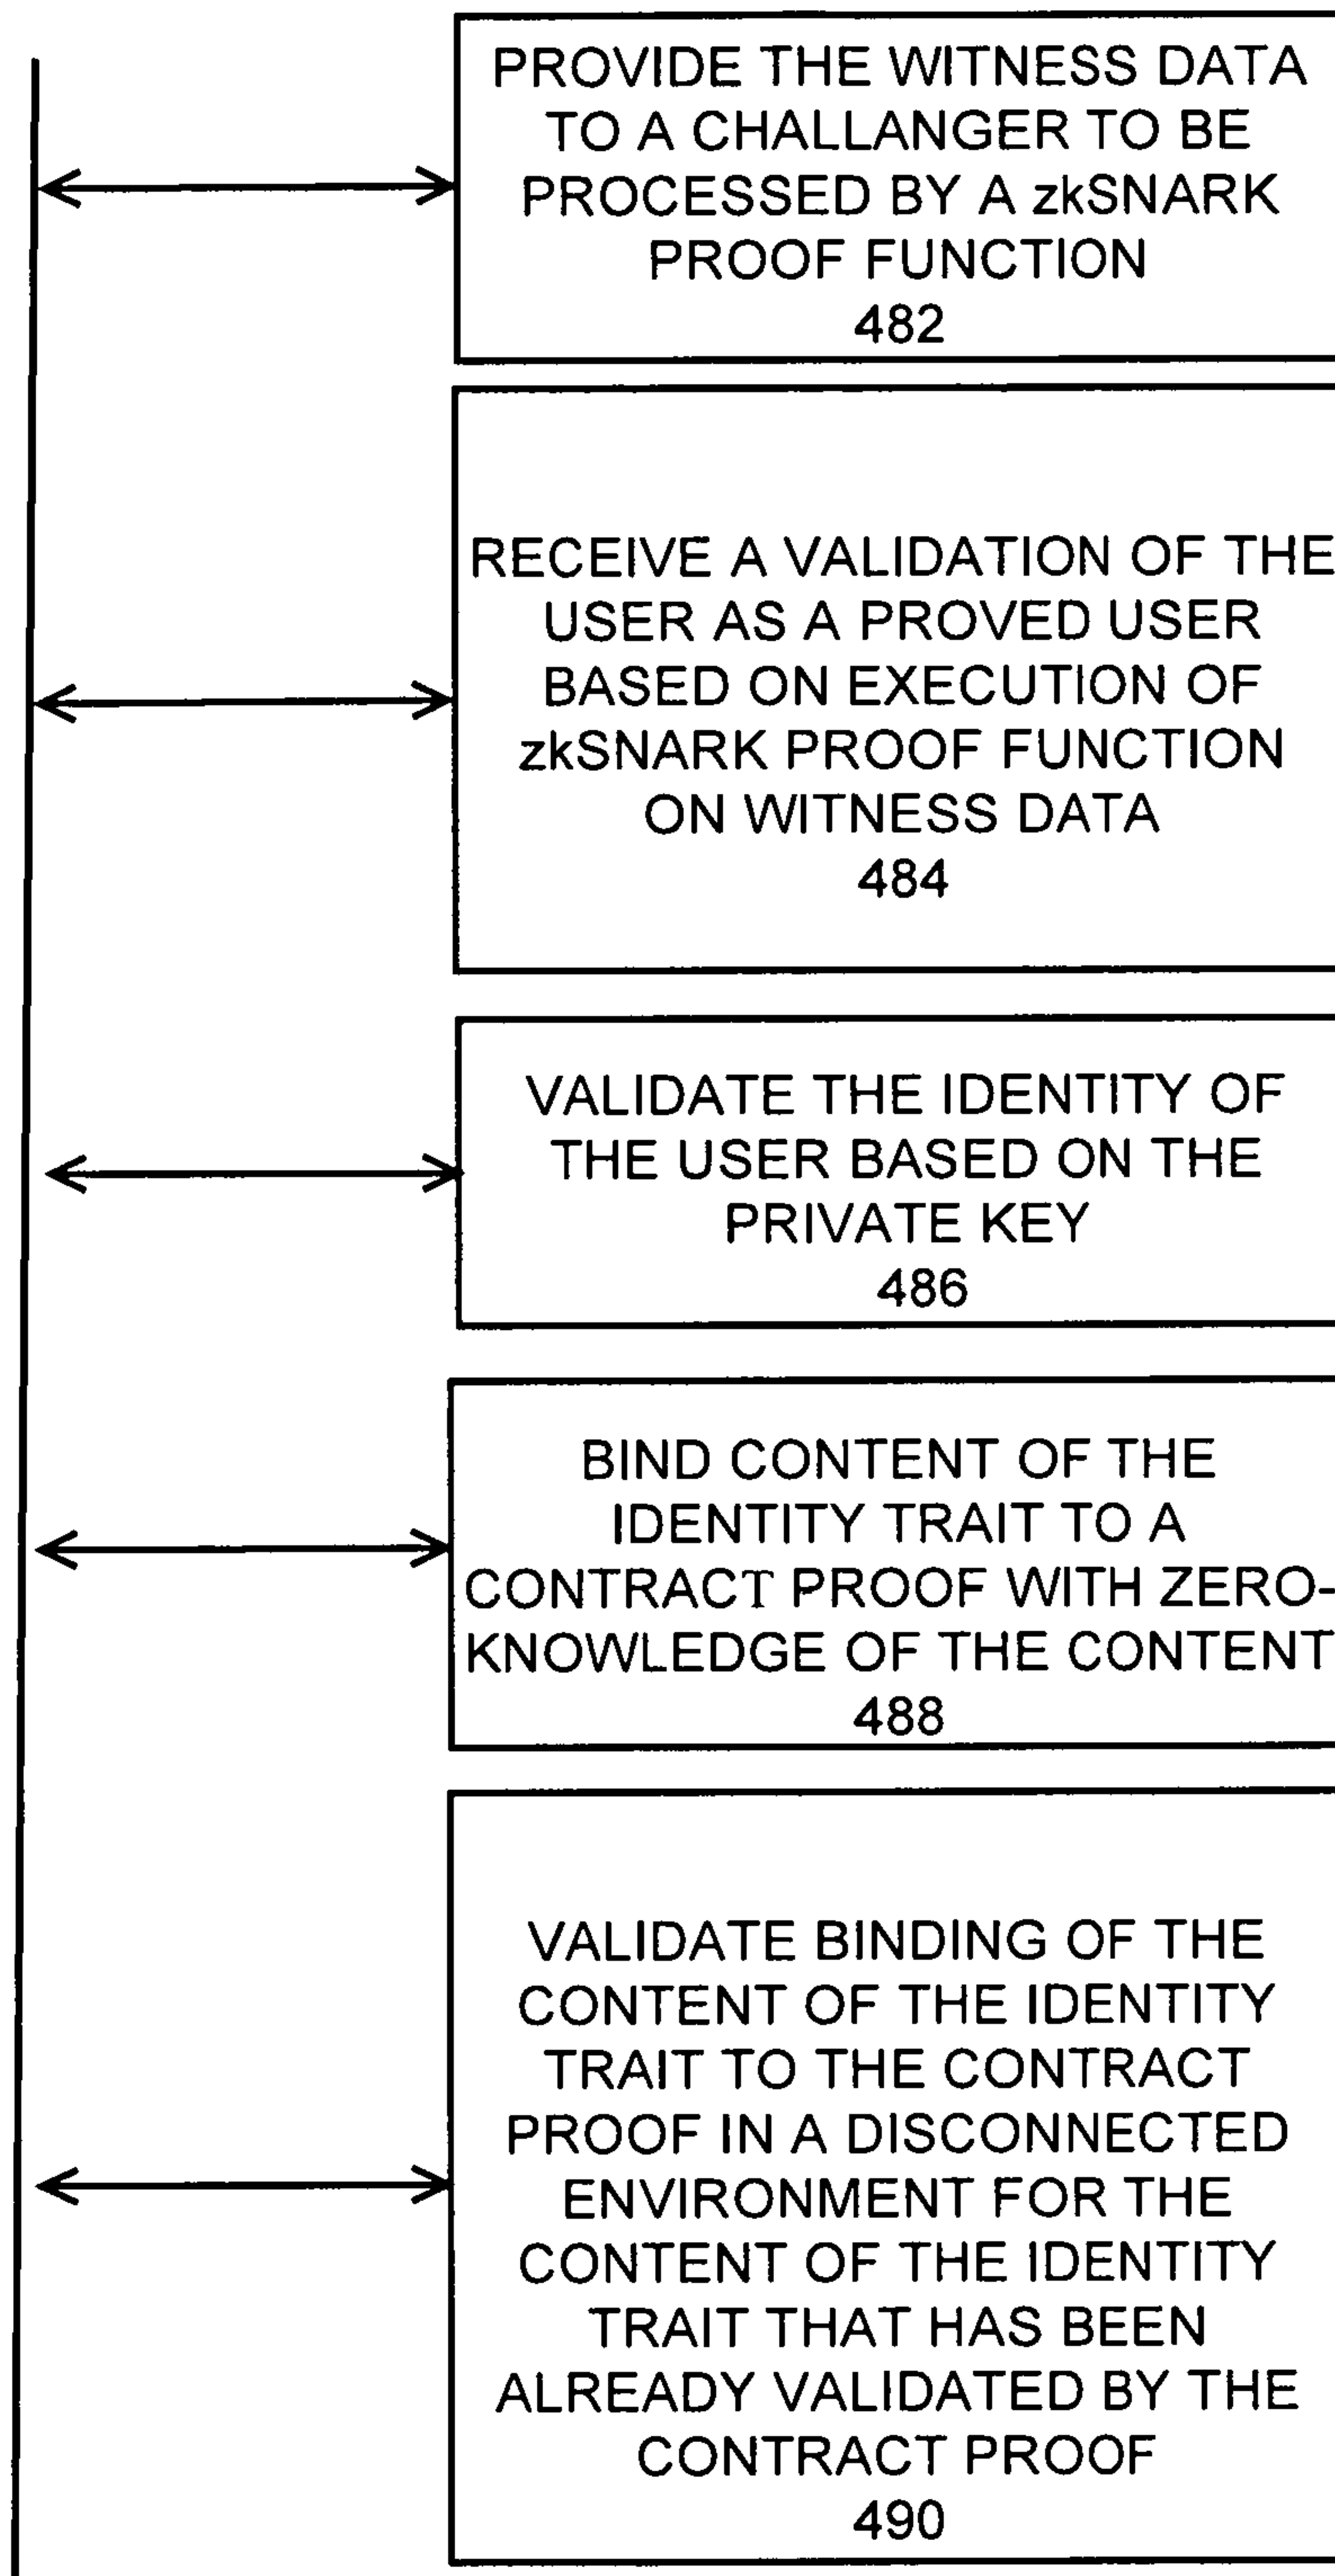 PROVIDE THE WITNESS DATA
TO A CHALLANGER TO BE
PROCESSED BY A zkSNARK
PROOF FUNCTION
482
RECEIVE A VALIDATION OF THE
USER AS A PROVED USER
BASED ON EXECUTION OF
zkSNARK PROOF FUNCTION
ON WITNESS DATA
484
VALIDATE THE IDENTITY OF
THE USER BASED ON THE
PRIVATE KEY
486
BIND CONTENT OF THE
IDENTITY TRAIT TO A
CONTRACT PROOF WITH ZERO-
KNOWLEDGE OF THE CONTENT
488
VALIDATE BINDING OF THE
CONTENT OF THE IDENTITY
TRAIT TO THE CONTRACT
PROOF IN A DISCONNECTED
ENVIRONMENT FOR THE
CONTENT OF THE IDENTITY
TRAIT THAT HAS BEEN
ALREADY VALIDATED BY THE
CONTRACT PROOF
490